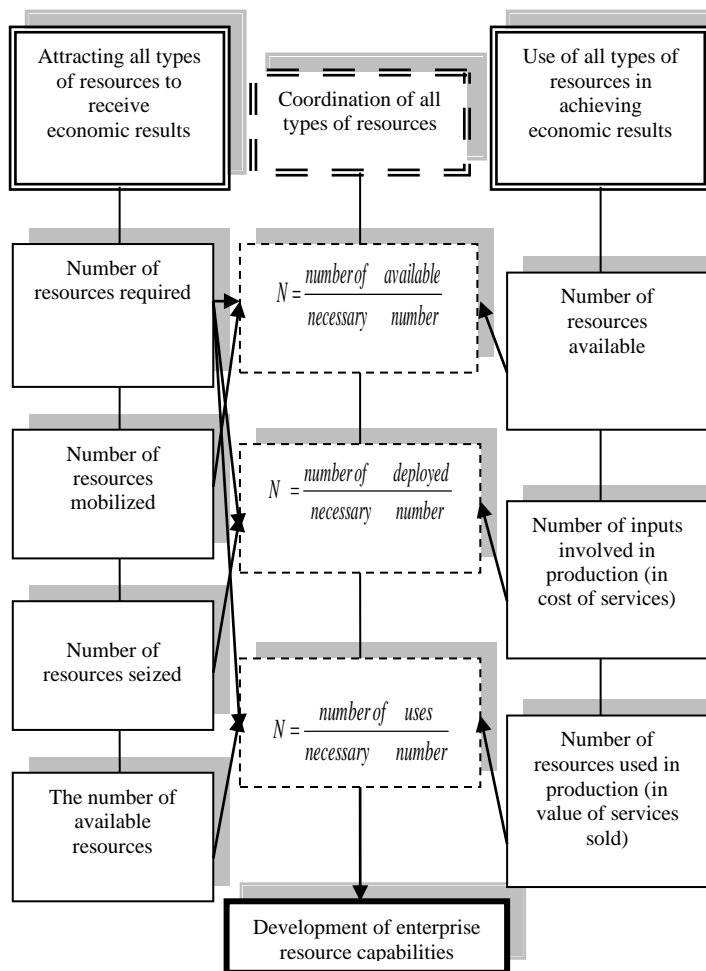 Attracting all types
of resources to
receive
economic results
Coordination of all
types of resources
Use of all types of
resources in
achieving
economic results
Number of
resources required
Number of
resources
mobilized
Number of
resources seized
The number of
available
resources
N = number of available
necessary number
N = number of deployed
necessary number
N = number of uses
necessary number
Number of
resources
available
Number of inputs
involved in
production (in
cost of services)
Number of
resources used in
production (in
value of services
sold)
Development of enterprise
resource capabilities